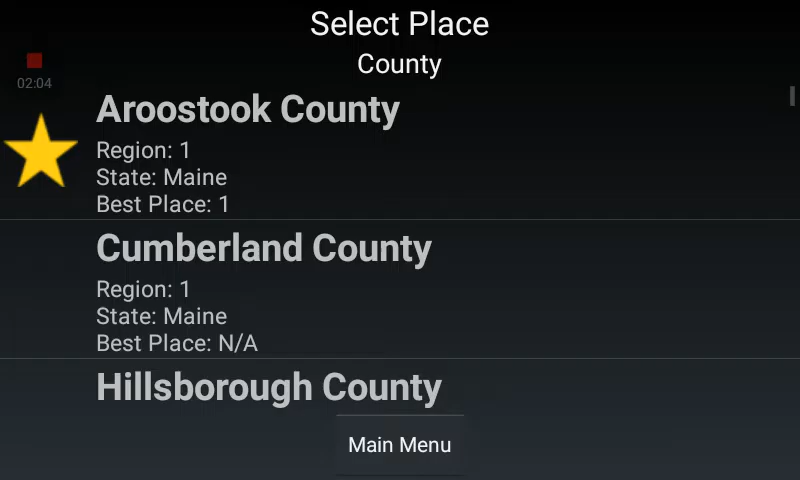 Select Place
County
02:04
Aroostook County
Region: 1
State: Maine
Best Place: 1
Cumberland County
Region: 1
State: Maine
Best Place: N/A
Hillsborough County
Main Menu